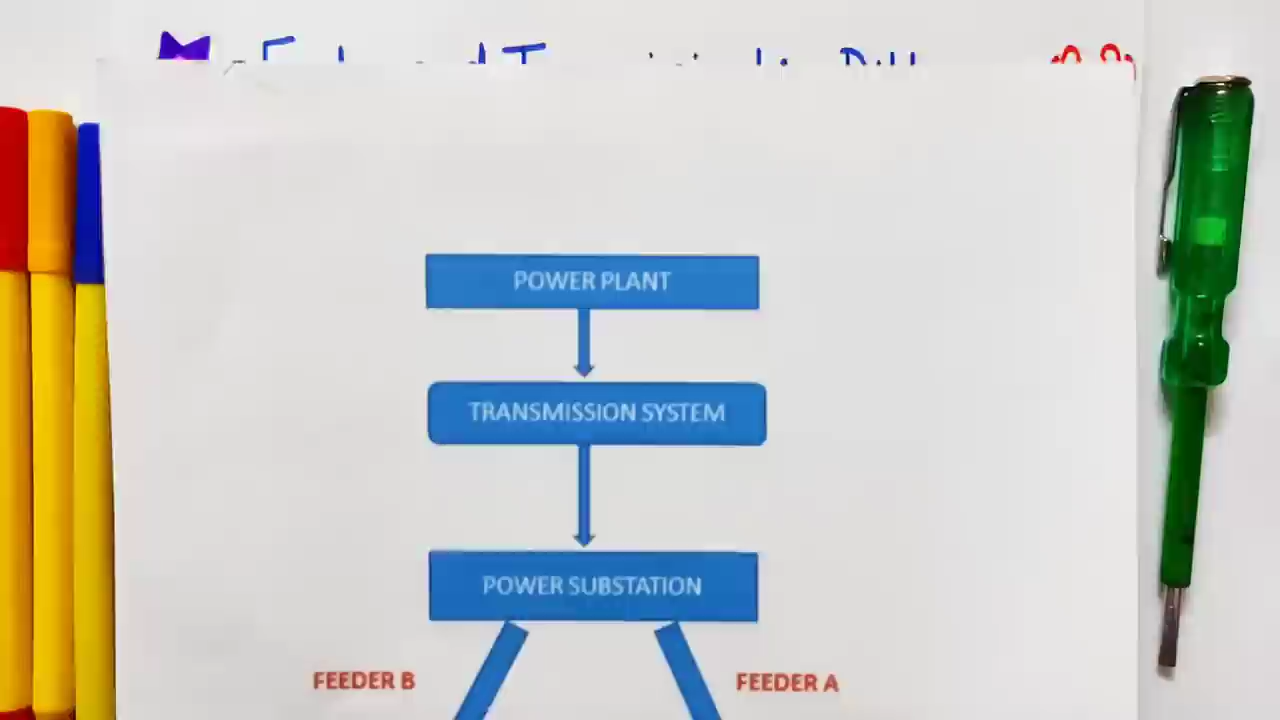 POWER PLANT
TRANSMISSION SYSTEM
POWER SUBSTATION
FEEDER B
FEEDER A